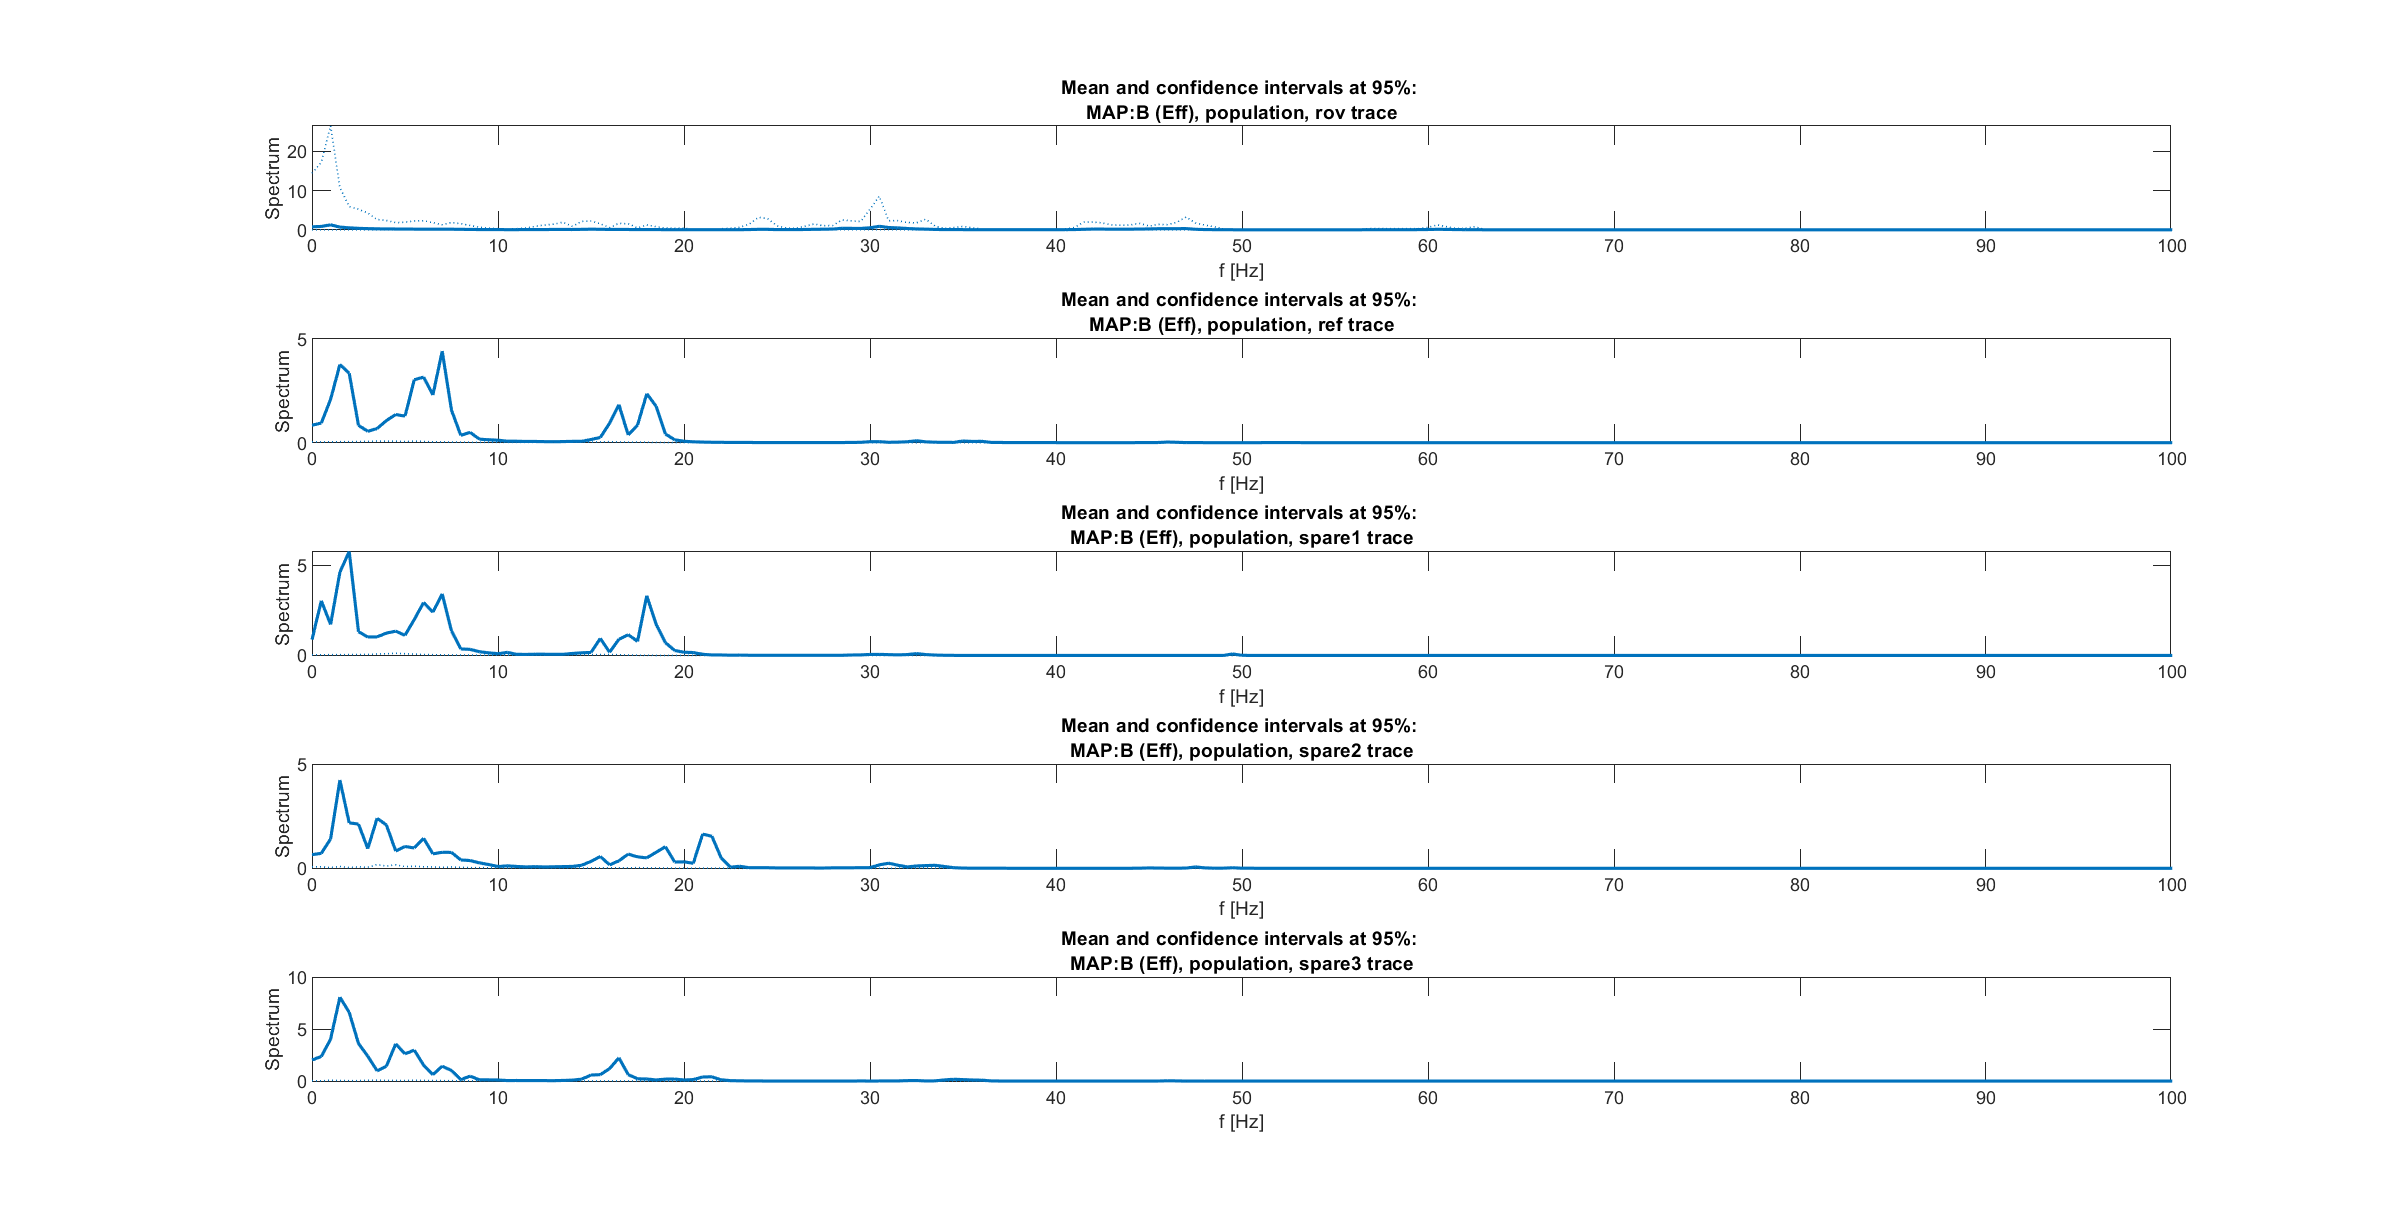 Mean and confidence intervals at 95%:
MAP:B (Eff), population, rov trace
Spectrum
20
10
0
0 10 20 30 40 50 60 70 80 90 100
f [Hz]
Mean and confidence intervals at 95%:
MAP:B (Eff), population, ref trace
Spectrum
5
0
0 10 20 30 40 50 60 70 80 90 100
f [Hz]
Mean and confidence intervals at 95%:
MAP:B (Eff), population, spare1 trace
Spectrum
5
0
0 10 20 30 40 50 60 70 80 90 100
f [Hz]
Mean and confidence intervals at 95%:
MAP:B (Eff), population, spare2 trace
Spectrum
5
0
0 10 20 30 40 50 60 70 80 90 100
f [Hz]
Mean and confidence intervals at 95%:
MAP:B (Eff), population, spare3 trace
Spectrum
10
5
0
0 10 20 30 40 50 60 70 80 90 100
f [Hz]